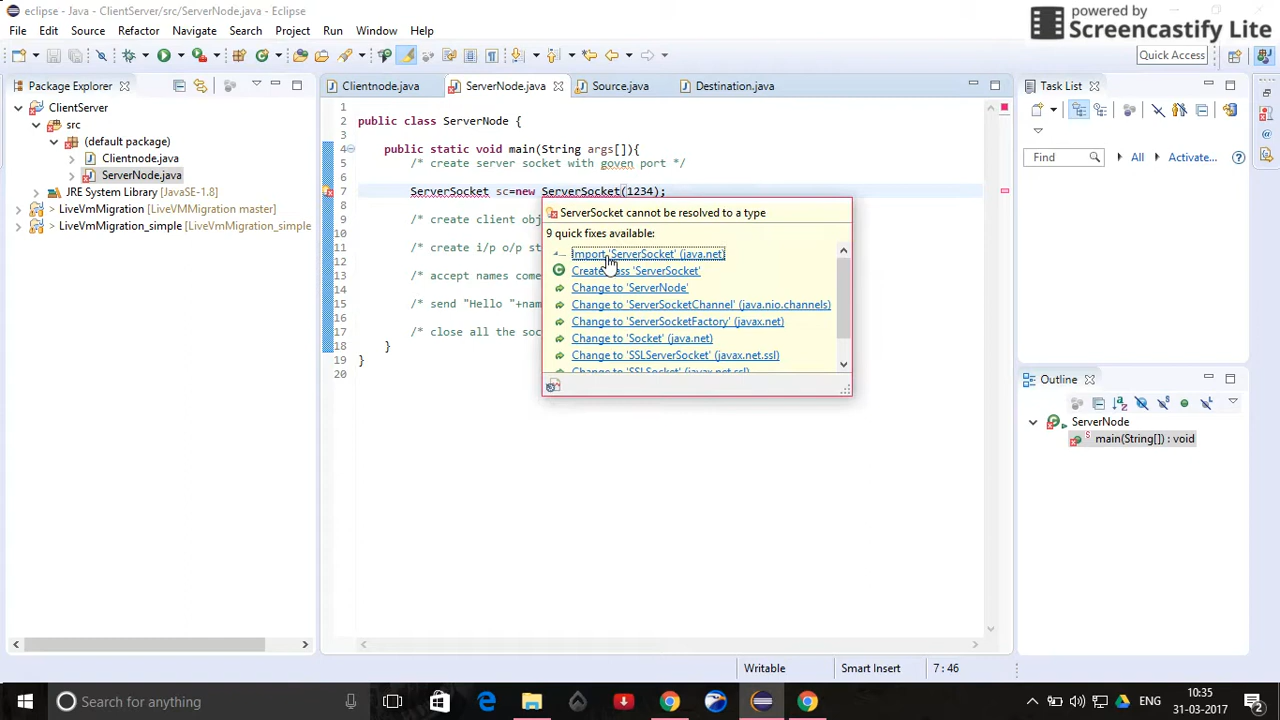 eclipse - Java - ClientServer/src/ServerNode.java - Eclipse
powered by
Screencastify Lite
File Edit Source Refactor Navigate Search Project Run Window Help
Quick Access
Package Explorer
ClientServer
src
(default package)
Clientnode.java
ServerNode.java
JRE System Library [JavaSE-1.8]
> LiveVmMigration [LiveVMMigration master]
> LiveVmMigration_simple [LiveVMMigration_simple
Clientnode.java ServerNode.java Source.java Destination.java
1
2 public class ServerNode {
3
4 public static void main(String args[]){
5 /* create server socket with goven port */
6
7 ServerSocket sc=new ServerSocket(1234);
8
9 /* create client obj
10
11 /* create i/p o/p st
12
13 /* accept names come
14
15 /* send "Hello "+nam
16
17 /* close all the soc
18 }
19 }
20
ServerSocket cannot be resolved to a type
9 quick fixes available:
Import 'ServerSocket' (java.net)
Create class 'ServerSocket'
Change to 'ServerNode'
Change to 'ServerSocketChannel' (java.nio.channels)
Change to 'ServerSocketFactory' (javax.net)
Change to 'Socket' (java.net)
Change to 'SSLServerSocket' (javax.net.ssl)
Change to 'SSLSocket' (javax.net.ssl)
Task List
Find All Activate...
Outline
ServerNode
main(String[]) : void
Writable Smart Insert 7 : 46
Search for anything
ENG
10:35
31-03-2017
2